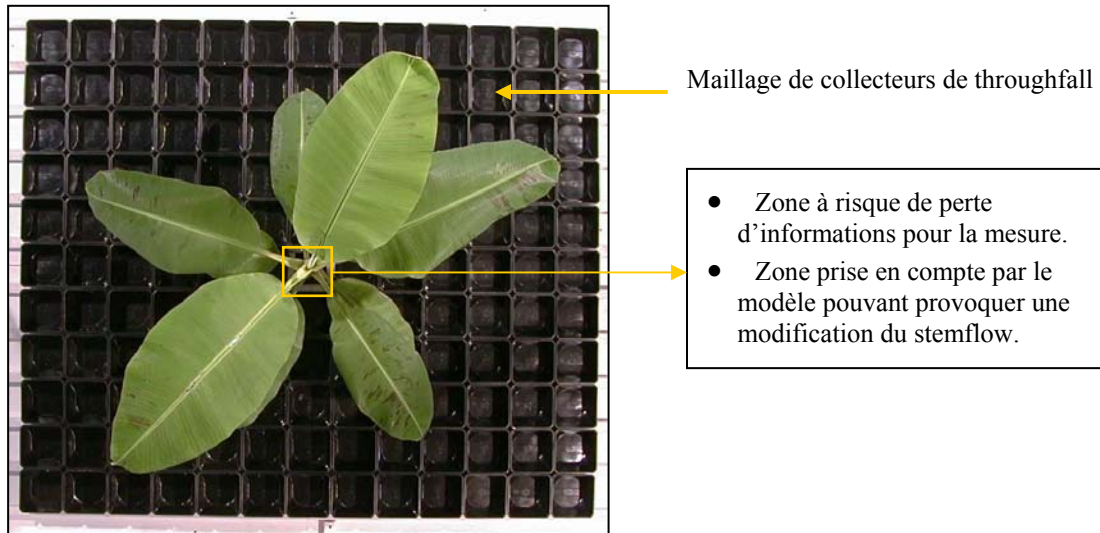 Maillage de collecteurs de throughfall
• Zone à risque de perte
d'informations pour la mesure.
• Zone prise en compte par le
modèle pouvant provoquer une
modification du stemflow.